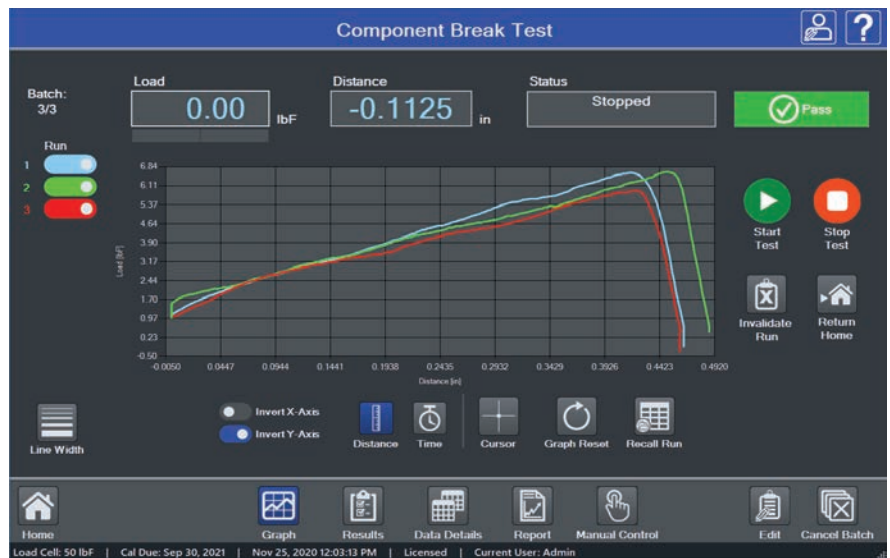 Component Break Test
?
Batch:
3/3
Load
0.00 lbF
Distance
-0.1125 in
Status
Stopped
Pass
Run
1
2
3
6.84
6.11
5.37
4.64
3.90
3.17
2.44
1.70
0.97
0.23
-0.50
Load [lbF]
-0.0050 0.0447 0.0944 0.1441 0.1938 0.2435 0.2932 0.3429 0.3926 0.4423 0.4920
Distance [in]
Start
Test
Stop
Test
Invalidate
Run
Return
Home
Line Width
Invert X-Axis
Invert Y-Axis
Distance
Time
Cursor
Graph Reset
Recall Run
Home
Graph
Results
Data Details
Report
Manual Control
Edit
Cancel Batch
Load Cell: 50 lbF | Cal Due: Sep 30, 2021 | Nov 25, 2020 12:03:13 PM | Licensed | Current User: Admin